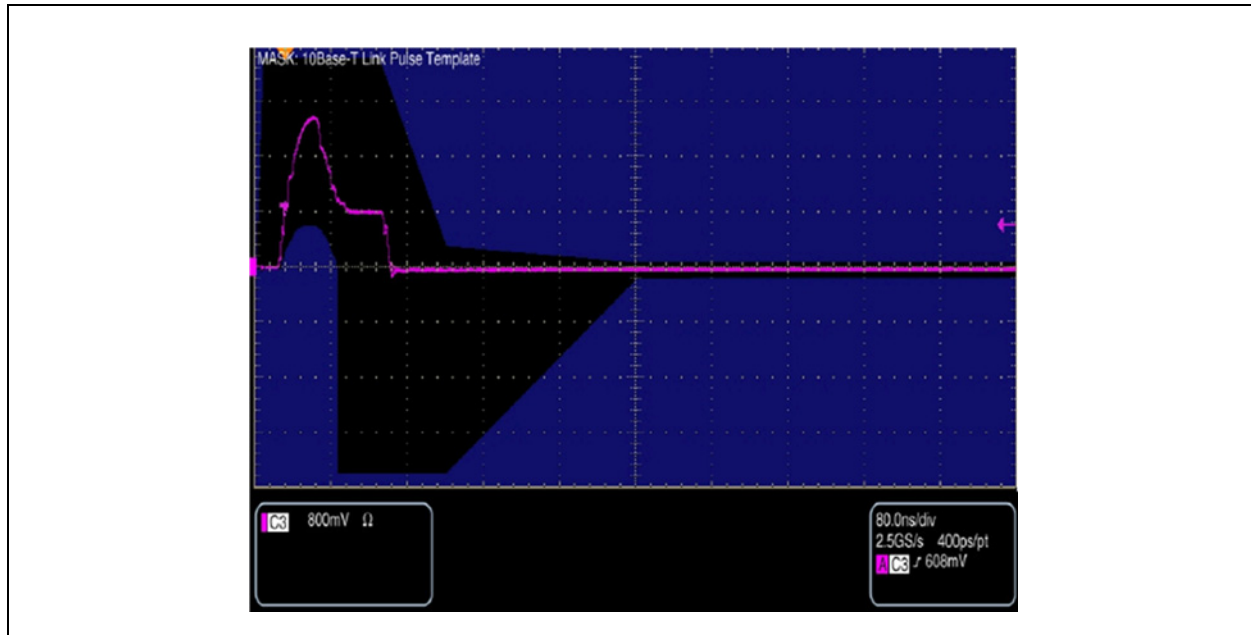 MASK: 10Base-T Link Pulse Template
C3 800mV Ω
80.0ns/div
2.5GS/s 400ps/pt
A C3 608mV